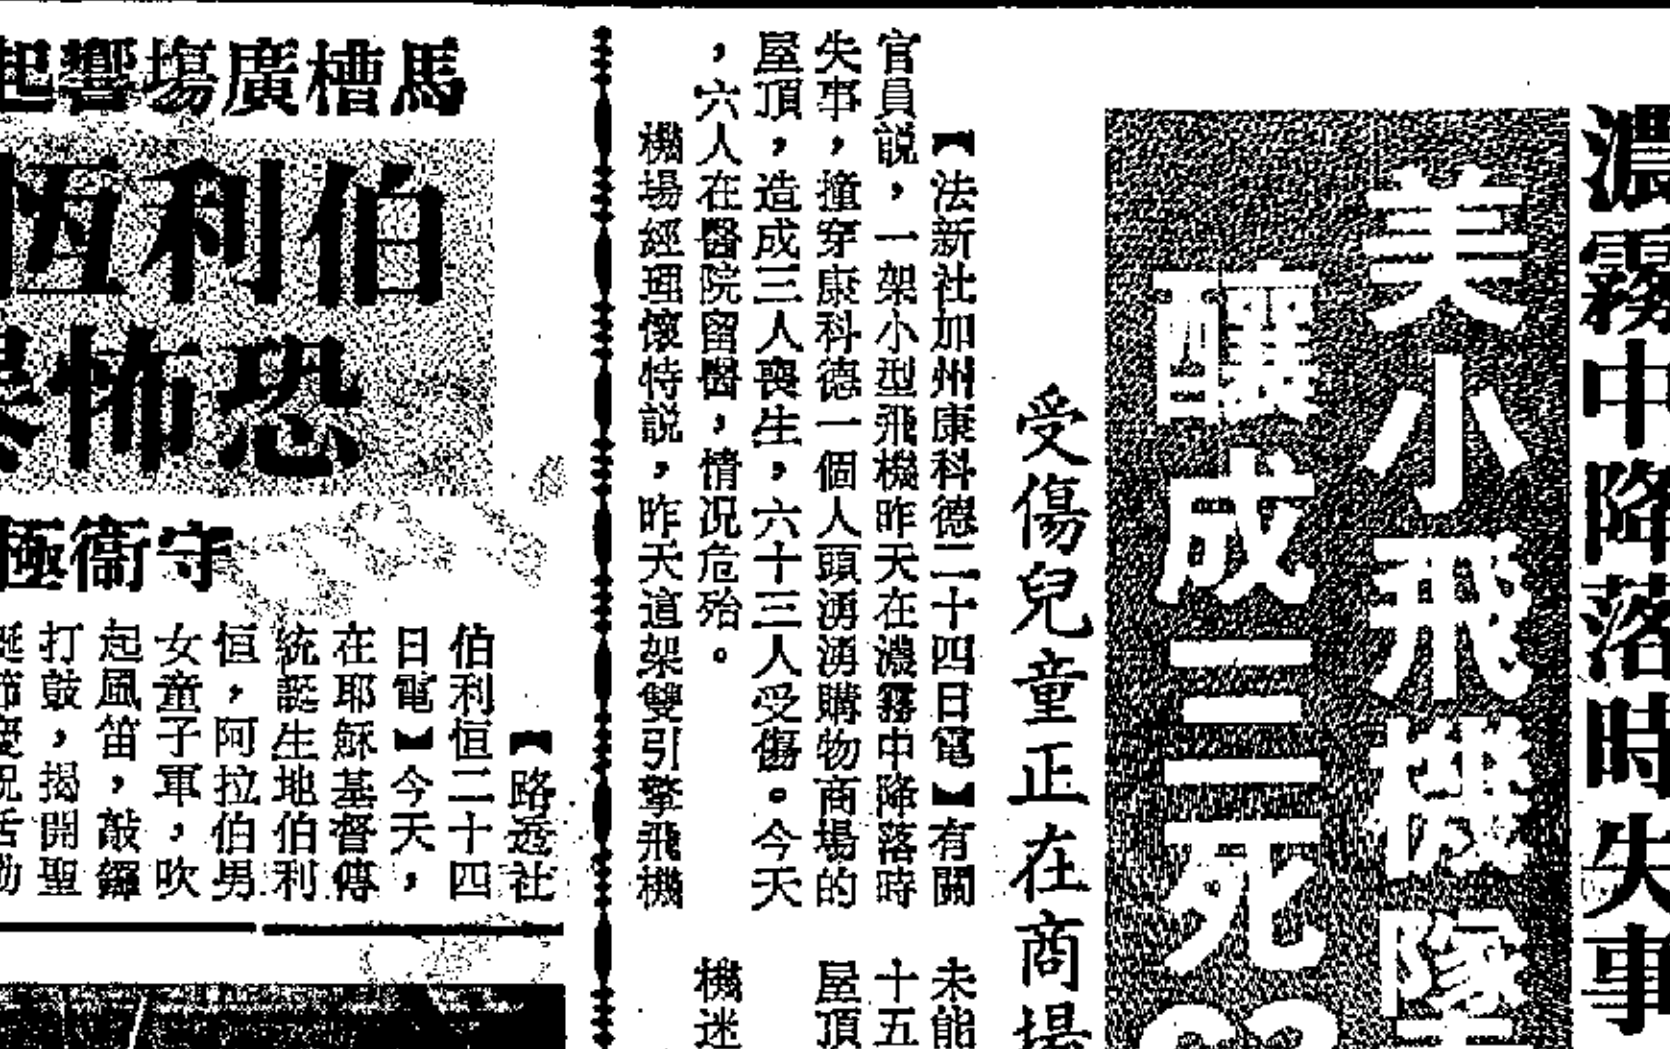 濃霧中降落時失事
美小飛機墜
釀成三死63
受傷兒童正在商場
【法新社加州康科德二十四日電】有關
官員說，一架小型飛機昨天在濃霧中降落時
失事，撞穿康科德一個人頭湧湧購物商場的
屋頂，造成三人喪生，六十三人受傷。今天
，六人在醫院留醫，情況危殆。
機場經理懷特說，昨天這架雙引擎飛機
未能
十五
屋頂
機迷
馬槽廣場響起
伯利恆
恐怖
守衞極
【路透社
伯利恒二十四
日電】今天，
在耶穌基督傳
統誕生地伯利
恒，阿拉伯男
女童子軍，吹
起風笛，敲鑼
打鼓，揭開聖
誕節慶祝活動